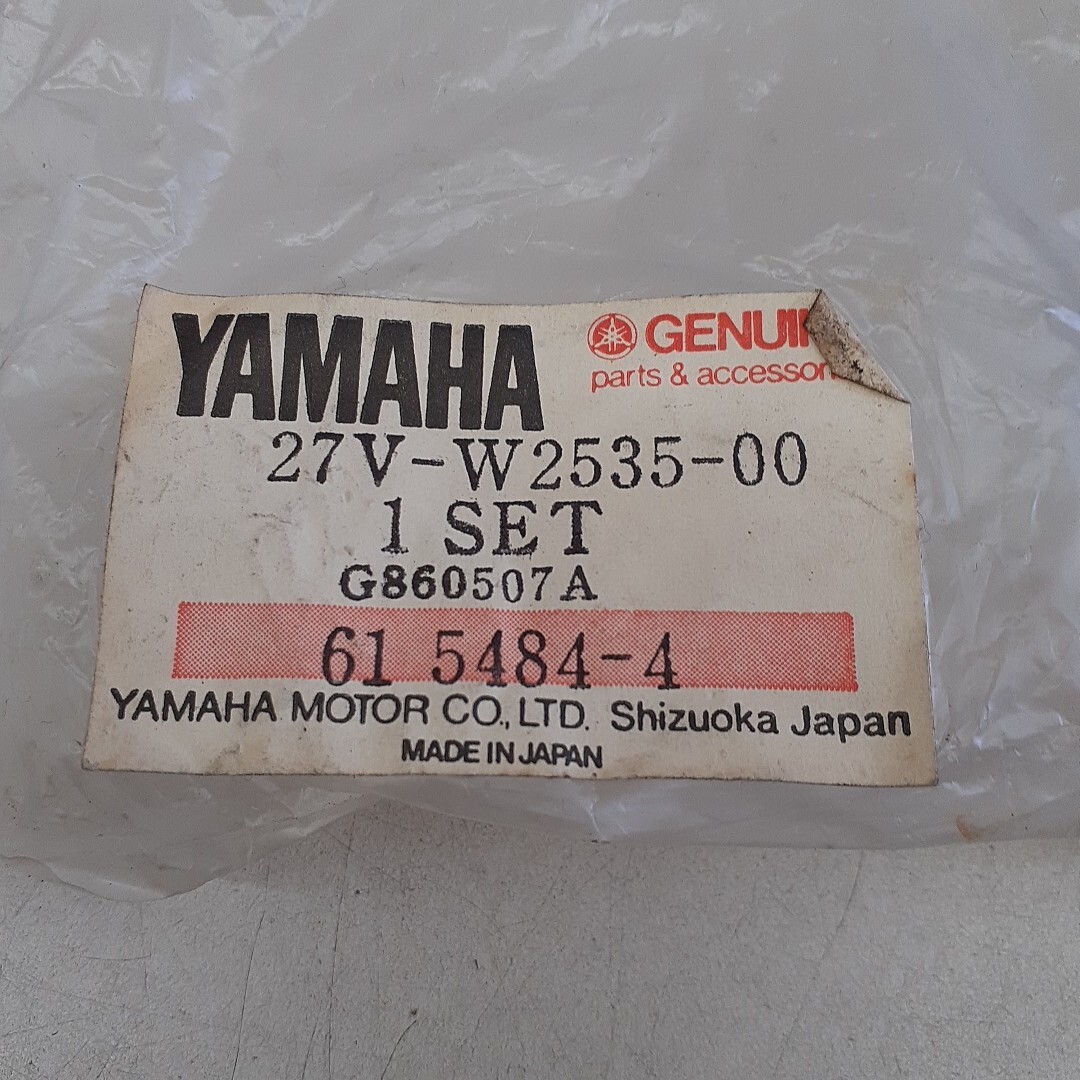 YAMAHA
GENUIN
parts & accessor
27V-W2535-00
1 SET
G860507A
61 5484-4
YAMAHA MOTOR CO., LTD. Shizuoka Japan
MADE IN JAPAN